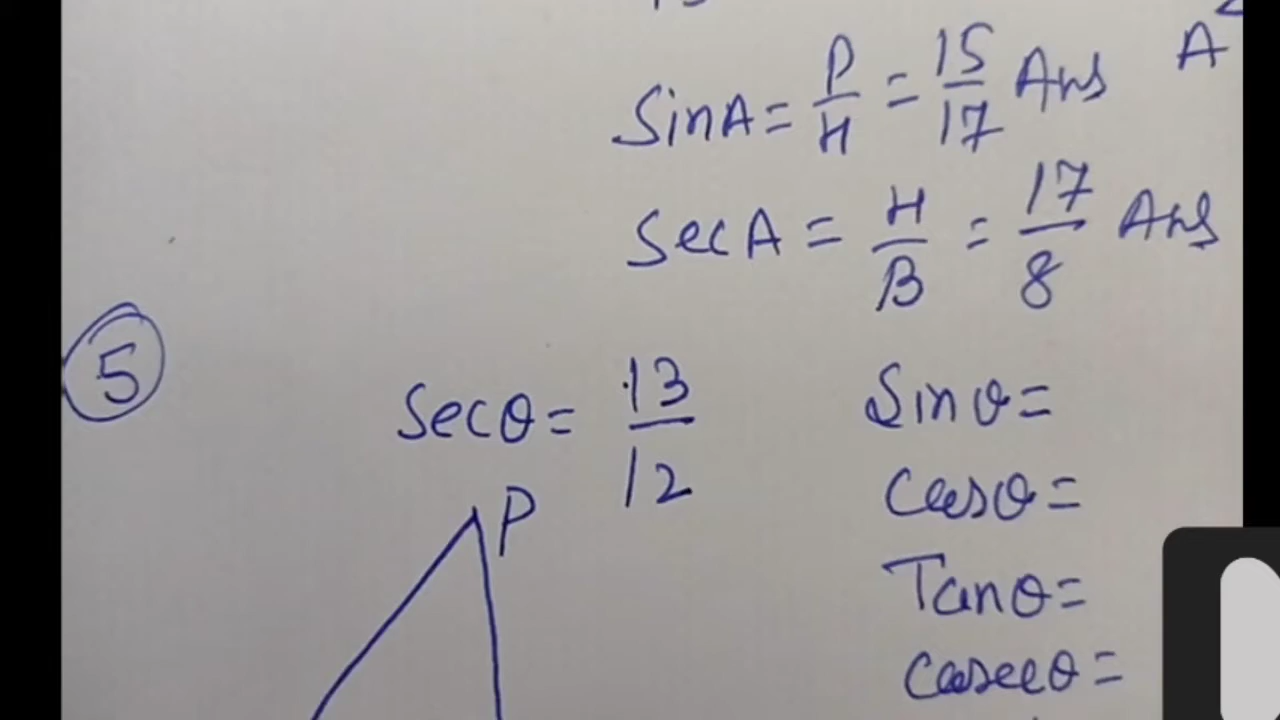 SinA = P/H = 15/17 Ans
A
SecA = H/B = 17/8 Ans
5
Secθ = 13/12
Sinθ =
Cosθ =
P
Tanθ =
Cosecθ =